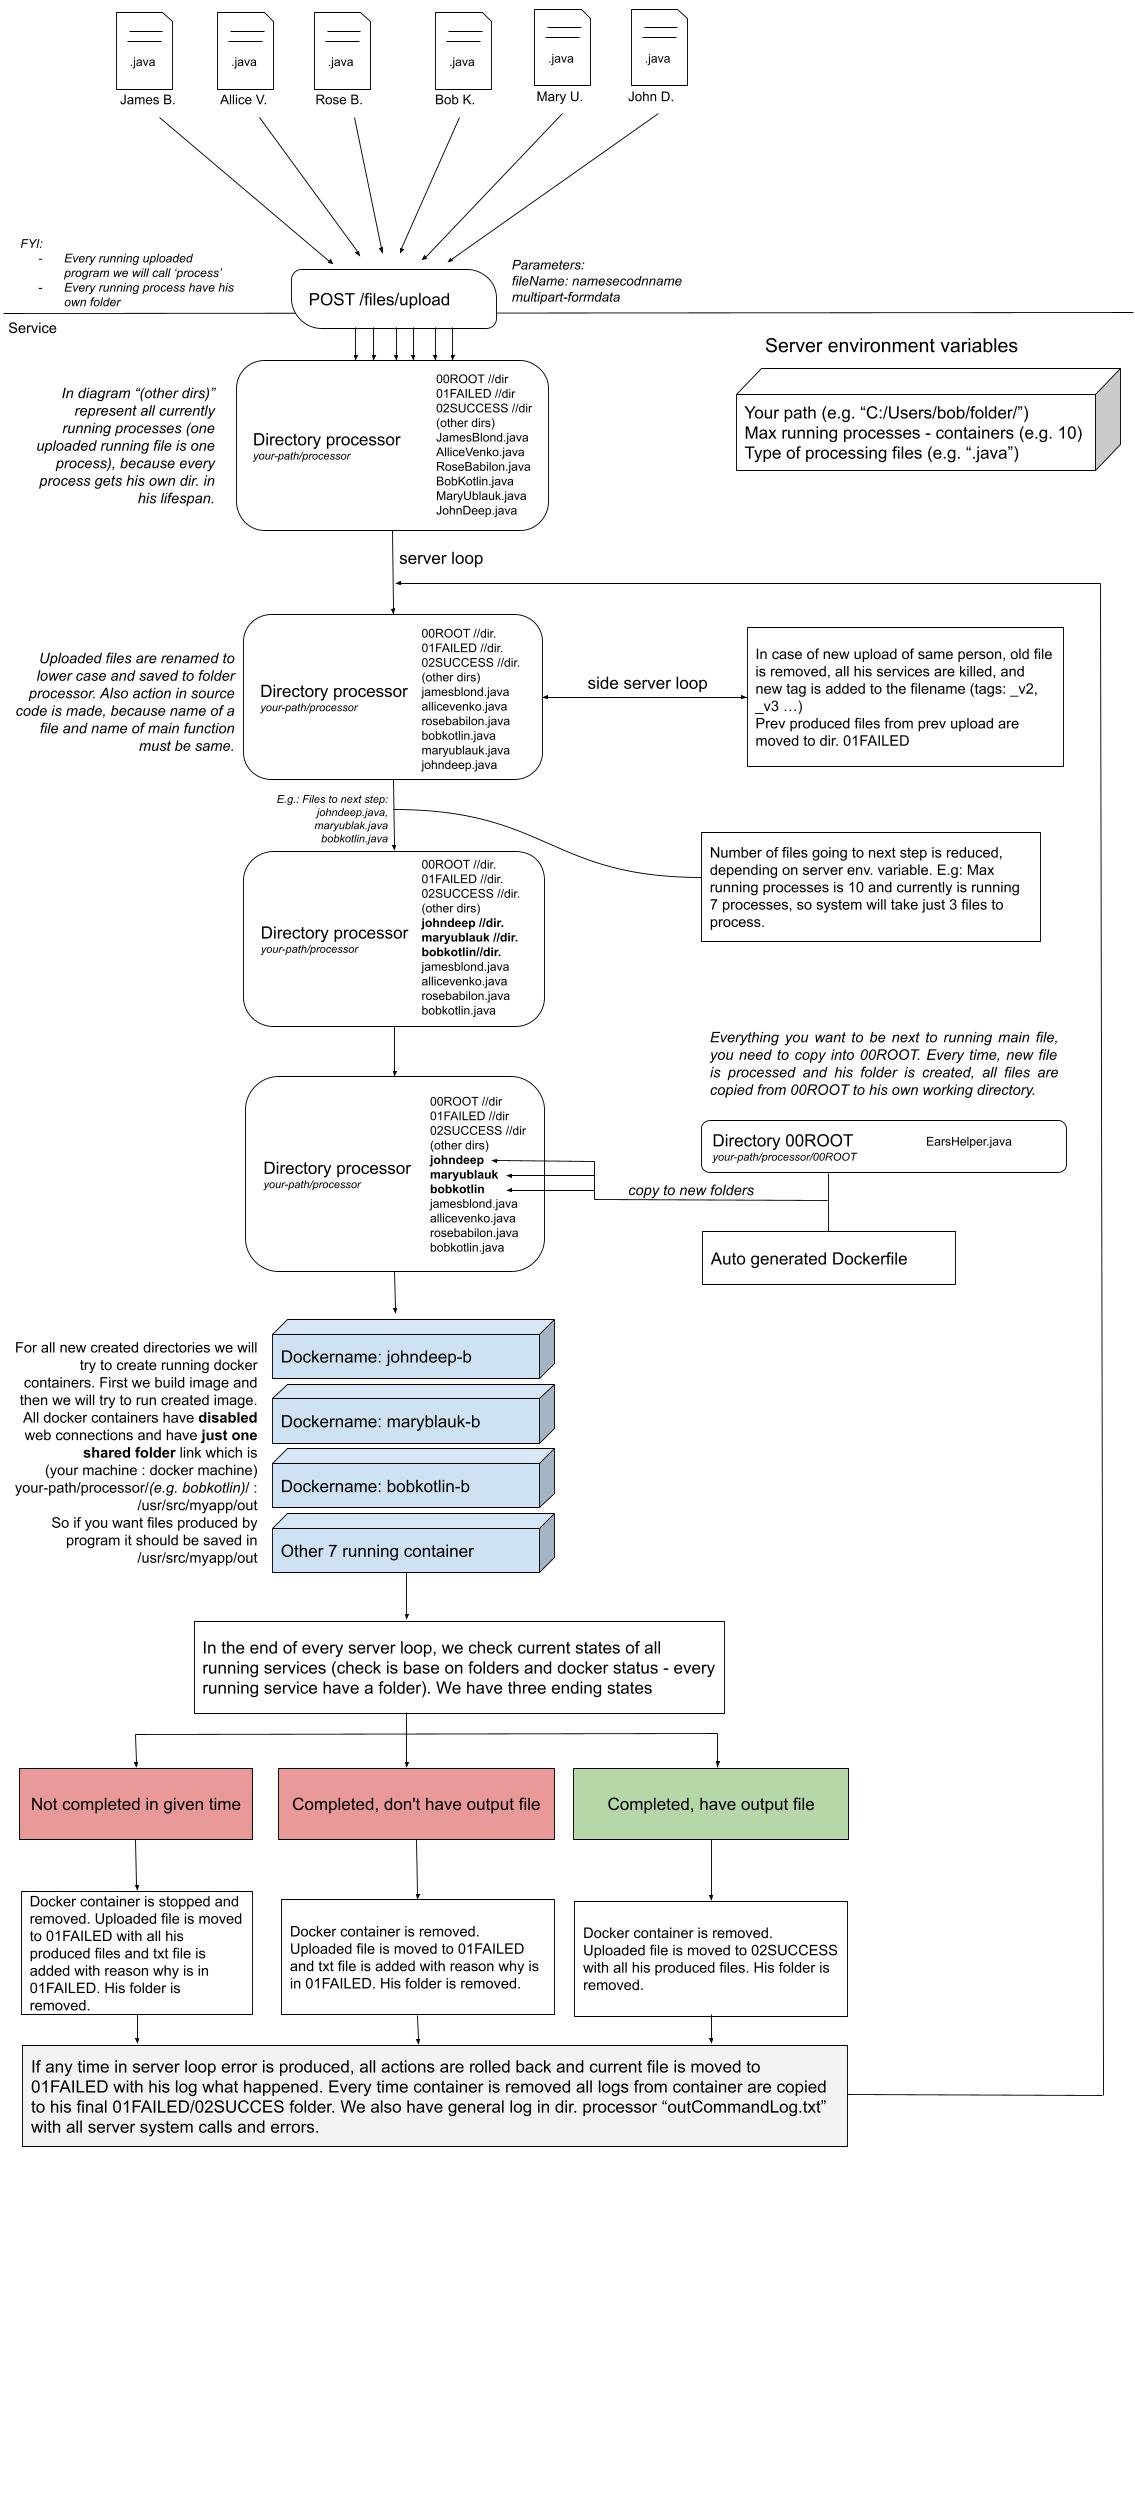 .java
.java
.java
.java
.java
.java
James B.
Allice V.
Rose B.
Bob K.
Mary U.
John D.
FYI:
- Every running uploaded
program we will call ‘process’
- Every running process have his
own folder
POST /files/upload
Parameters:
fileName: namesecodnname
multipart-formdata
Service
Server environment variables
Your path (e.g. “C:/Users/bob/folder/”)
Max running processes - containers (e.g. 10)
Type of processing files (e.g. “.java”)
In diagram “(other dirs)”
represent all currently
running processes (one
uploaded running file is one
process), because every
process gets his own dir. in
his lifespan.
Directory processor
your-path/processor
00ROOT //dir
01FAILED //dir
02SUCCESS //dir
(other dirs)
JamesBlond.java
AlliceVenko.java
RoseBabilon.java
BobKotlin.java
MaryUblauk.java
JohnDeep.java
server loop
Uploaded files are renamed to
lower case and saved to folder
processor. Also action in source
code is made, because name of a
file and name of main function
must be same.
Directory processor
your-path/processor
00ROOT //dir.
01FAILED //dir.
02SUCCESS //dir.
(other dirs)
jamesblond.java
allicevenko.java
rosebabilon.java
bobkotlin.java
maryublauk.java
johndeep.java
side server loop
In case of new upload of same person, old file
is removed, all his services are killed, and
new tag is added to the filename (tags: _v2,
_v3 …)
Prev produced files from prev upload are
moved to dir. 01FAILED
E.g.: Files to next step:
johndeep.java,
maryublak.java
bobkotlin.java
Number of files going to next step is reduced,
depending on server env. variable. E.g: Max
running processes is 10 and currently is running
7 processes, so system will take just 3 files to
process.
Directory processor
your-path/processor
00ROOT //dir.
01FAILED //dir.
02SUCCESS //dir.
(other dirs)
johndeep //dir.
maryublauk //dir.
bobkotlin//dir.
jamesblond.java
allicevenko.java
rosebabilon.java
bobkotlin.java
Everything you want to be next to running main file,
you need to copy into 00ROOT. Every time, new file
is processed and his folder is created, all files are
copied from 00ROOT to his own working directory.
Directory processor
your-path/processor
00ROOT //dir
01FAILED //dir
02SUCCESS //dir
(other dirs)
johndeep
maryublauk
bobkotlin
jamesblond.java
allicevenko.java
rosebabilon.java
bobkotlin.java
Directory 00ROOT
your-path/processor/00ROOT
EarsHelper.java
copy to new folders
Auto generated Dockerfile
For all new created directories we will
try to create running docker
containers. First we build image and
then we will try to run created image.
All docker containers have disabled
web connections and have just one
shared folder link which is
(your machine : docker machine)
your-path/processor/(e.g. bobkotlin)/ :
/usr/src/myapp/out
So if you want files produced by
program it should be saved in
/usr/src/myapp/out
Dockername: johndeep-b
Dockername: maryblauk-b
Dockername: bobkotlin-b
Other 7 running container
In the end of every server loop, we check current states of all
running services (check is base on folders and docker status - every
running service have a folder). We have three ending states
Not completed in given time
Completed, don't have output file
Completed, have output file
Docker container is stopped and
removed. Uploaded file is moved
to 01FAILED with all his
produced files and txt file is
added with reason why is in
01FAILED. His folder is
removed.
Docker container is removed.
Uploaded file is moved to 01FAILED
and txt file is added with reason why is
in 01FAILED. His folder is removed.
Docker container is removed.
Uploaded file is moved to 02SUCCESS
with all his produced files. His folder is
removed.
If any time in server loop error is produced, all actions are rolled back and current file is moved to
01FAILED with his log what happened. Every time container is removed all logs from container are copied
to his final 01FAILED/02SUCCES folder. We also have general log in dir. processor “outCommandLog.txt”
with all server system calls and errors.